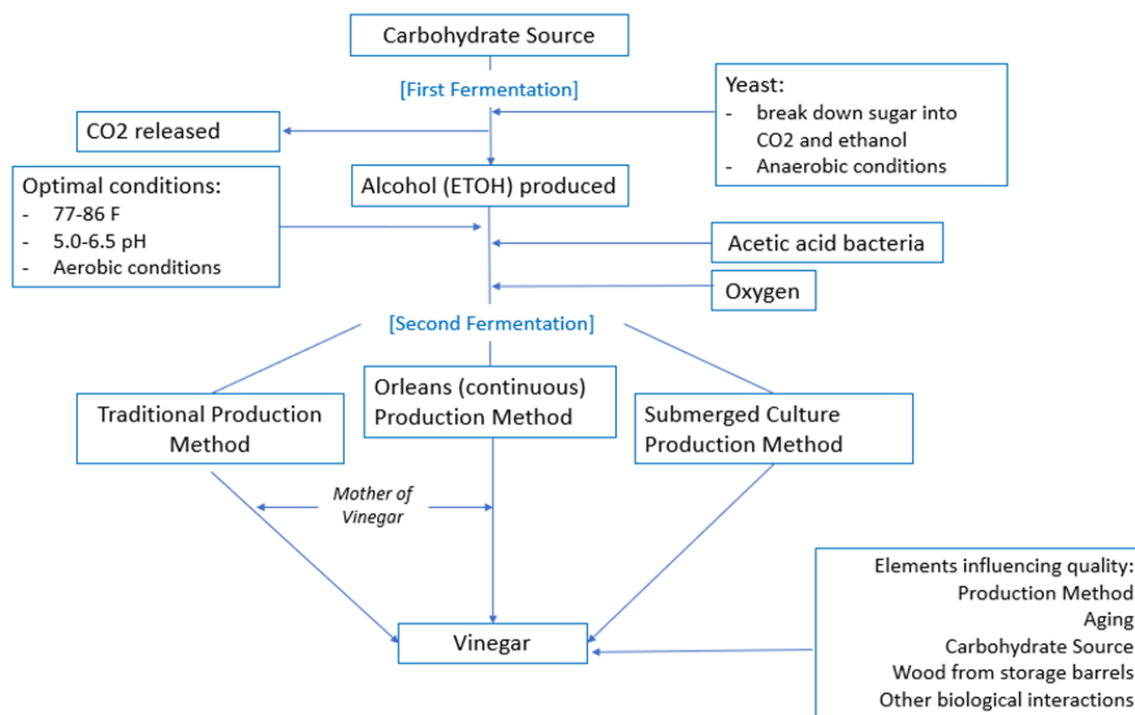 Carbohydrate Source
[First Fermentation]
Yeast:
- break down sugar into
CO2 and ethanol
- Anaerobic conditions
CO2 released
Optimal conditions:
- 77-86 F
- 5.0-6.5 pH
- Aerobic conditions
Alcohol (ETOH) produced
Acetic acid bacteria
Oxygen
[Second Fermentation]
Traditional Production
Method
Orleans (continuous)
Production Method
Submerged Culture
Production Method
Mother of
Vinegar
Vinegar
Elements influencing quality:
Production Method
Aging
Carbohydrate Source
Wood from storage barrels
Other biological interactions